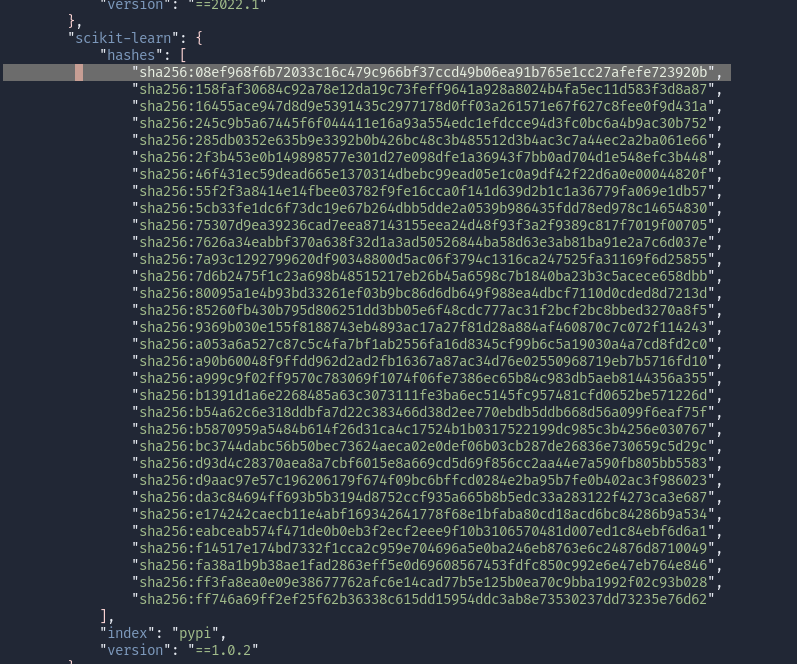 "version": "==2022.1"
},
"scikit-learn": {
"hashes": [
"sha256:08ef968f6b72033c16c479c966bf37ccd49b06ea91b765e1cc27afefe723920b",
"sha256:158faf30684c92a78e12da19c73feff9641a928a8024b4fa5ec11d583f3d8a87",
"sha256:16455ace947d8d9e5391435c2977178d0ff03a261571e67f627c8fee0f9d431a",
"sha256:245c9b5a67445f6f044411e16a93a554edc1efdcce94d3fc0bc6a4b9ac30b752",
"sha256:285db0352e635b9e3392b0b426bc48c3b485512d3b4ac3c7a44ec2a2ba061e66",
"sha256:2f3b453e0b149898577e301d27e098dfe1a36943f7bb0ad704d1e548efc3b448",
"sha256:46f431ec59dead665e1370314dbebc99ead05e1c0a9df42f22d6a0e00044820f",
"sha256:55f2f3a8414e14fbee03782f9fe16cca0f141d639d2b1c1a36779fa069e1db57",
"sha256:5cb33fe1dc6f73dc19e67b264dbb5dde2a0539b986435fdd78ed978c14654830",
"sha256:75307d9ea39236cad7eea87143155eea24d48f93f3a2f9389c817f7019f00705",
"sha256:7626a34eabbf370a638f32d1a3ad50526844ba58d63e3ab81ba91e2a7c6d037e",
"sha256:7a93c1292799620df90348800d5ac06f3794c1316ca247525fa31169f6d25855",
"sha256:7d6b2475f1c23a698b48515217eb26b45a6598c7b1840ba23b3c5acece658dbb",
"sha256:80095a1e4b93bd33261ef03b9bc86d6db649f988ea4dbcf7110d0cded8d7213d",
"sha256:85260fb430b795d806251dd3bb05e6f48cdc777ac31f2bcf2bc8bbed3270a8f5",
"sha256:9369b030e155f8188743eb4893ac17a27f81d28a884af460870c7c072f114243",
"sha256:a053a6a527c87c5c4fa7bf1ab2556fa16d8345cf99b6c5a19030a4a7cd8fd2c0",
"sha256:a90b60048f9ffdd962d2ad2fb16367a87ac34d76e02550968719eb7b5716fd10",
"sha256:a999c9f02ff9570c783069f1074f06fe7386ec65b84c983db5aeb8144356a355",
"sha256:b1391d1a6e2268485a63c3073111fe3ba6ec5145fc957481cfd0652be571226d",
"sha256:b54a62c6e318ddbfa7d22c383466d38d2ee770ebdb5ddb668d56a099f6eaf75f",
"sha256:b5870959a5484b614f26d31ca4c17524b1b0317522199dc985c3b4256e030767",
"sha256:bc3744dabc56b50bec73624aeca02e0def06b03cb287de26836e730659c5d29c",
"sha256:d93d4c28370aea8a7cbf6015e8a669cd5d69f856cc2aa44e7a590fb805bb5583",
"sha256:d9aac97e57c196206179f674f09bc6bffcd0284e2ba95b7fe0b402ac3f986023",
"sha256:da3c84694ff693b5b3194d8752ccf935a665b8b5edc33a283122f4273ca3e687",
"sha256:e174242caecb11e4abf169342641778f68e1bfaba80cd18acd6bc84286b9a534",
"sha256:eabceab574f471de0b0eb3f2ecf2eee9f10b3106570481d007ed1c84ebf6d6a1",
"sha256:f14517e174bd7332f1cca2c959e704696a5e0ba246eb8763e6c24876d8710049",
"sha256:fa38a1b9b38ae1fad2863eff5e0d69608567453fdfc850c992e6e47eb764e846",
"sha256:ff3fa8ea0e09e38677762afc6e14cad77b5e125b0ea70c9bba1992f02c93b028",
"sha256:ff746a69ff2ef25f62b36338c615dd15954ddc3ab8e73530237dd73235e76d62"
],
"index": "pypi",
"version": "==1.0.2"